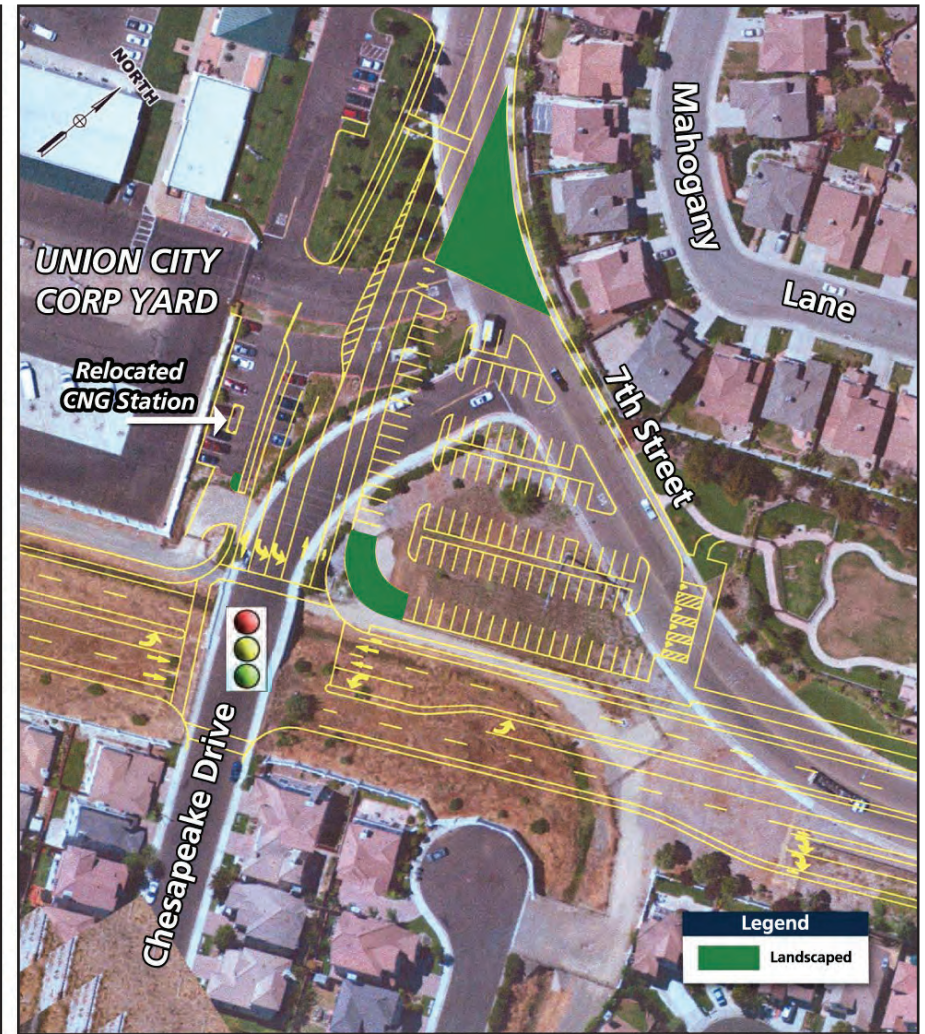 NORTH
UNION CITY
CORP YARD
Relocated
CNG Station
Mahogany
Lane
7th Street
Chesapeake Drive
Legend
Landscaped